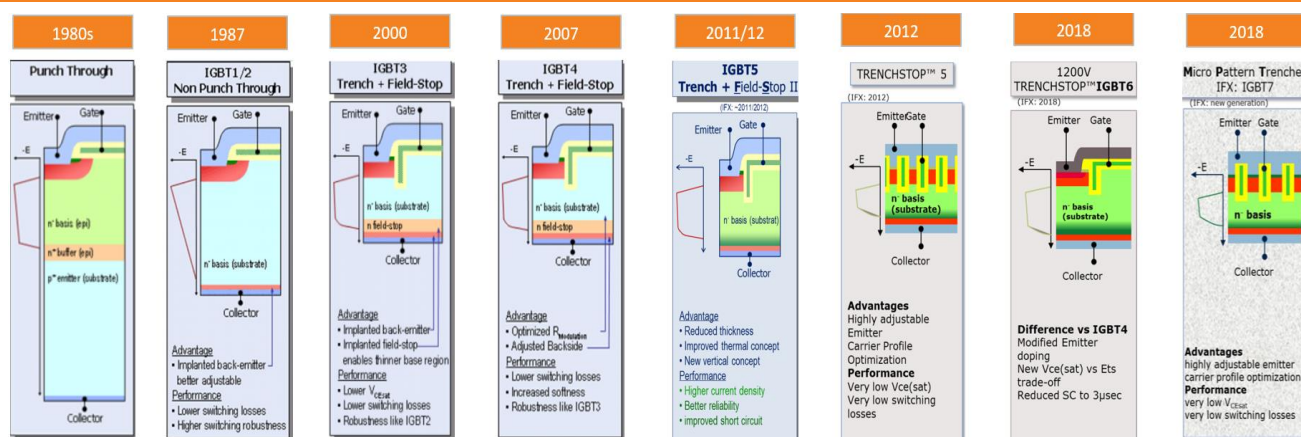 1980s
Punch Through
Emitter
Gate
-E
n⁻ basis (epi)
n⁺ buffer (epi)
p⁺ emitter (substrate)
Collector
1987
IGBT1/2
Non Punch Through
Emitter
Gate
-E
n⁻ basis (substrate)
Collector
Advantage
• Implanted back-emitter
better adjustable
Performance
• Lower switching losses
• Higher switching robustness
2000
IGBT3
Trench + Field-Stop
Emitter
Gate
-E
n⁻ basis (substrate)
n field-stop
Collector
Advantage
• Implanted back-emitter
• Implanted field-stop
enables thinner base region
Performance
• Lower V_CEsat
• Lower switching losses
• Robustness like IGBT2
2007
IGBT4
Trench + Field-Stop
Emitter
Gate
-E
n⁻ basis (substrate)
n field-stop
Collector
Advantage
• Optimized R_Modulation
• Adjusted Backside
Performance
• Lower switching losses
• Increased softness
• Robustness like IGBT3
2011/12
IGBT5
Trench + Field-Stop II
(IFX: ~2011/2012)
Emitter
Gate
-E
n⁻ basis (substrat)
Collector
Advantage
• Reduced thickness
• Improved thermal concept
• New vertical concept
Performance
• Higher current density
• Better reliability
• improved short circuit
2012
TRENCHSTOP™ 5
(IFX: 2012)
Emitter
Gate
-E
n⁻ basis
(substrate)
Collector
Advantages
Highly adjustable
Emitter
Carrier Profile
Optimization
Performance
Very low Vce(sat)
Very low switching
losses
2018
1200V
TRENCHSTOP™IGBT6
(IFX: 2018)
Emitter
Gate
-E
n⁻ basis
(substrate)
Collector
Difference vs IGBT4
Modified Emitter
doping
New Vce(sat) vs Ets
trade-off
Reduced SC to 3µsec
2018
Micro Pattern Trenche
IFX: IGBT7
(IFX: new generation)
Emitter
Gate
-E
n⁻ basis
Collector
Advantages
highly adjustable emitter
carrier profile optimization
Performance
very low V_CEsat
very low switching losses